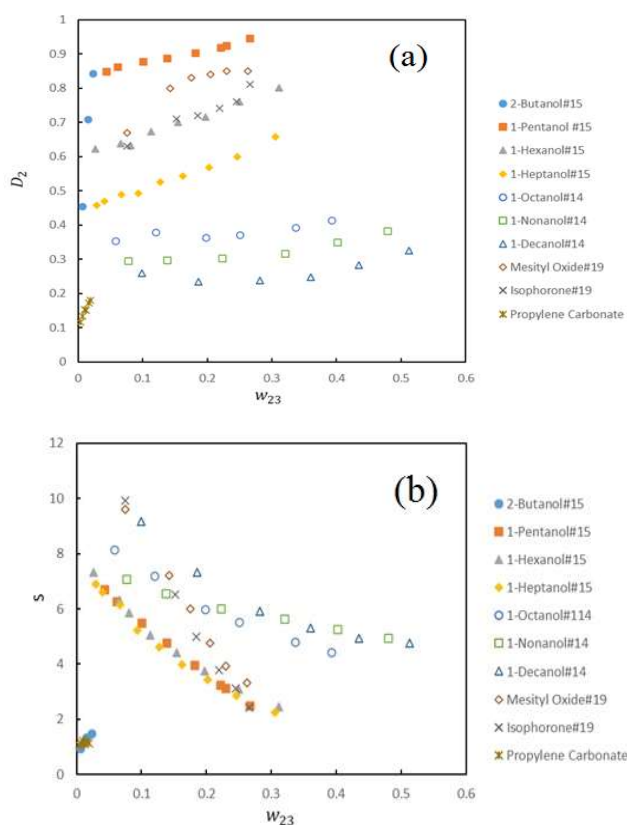 (a)
1
0.9
0.8
0.7
0.6
0.5
0.4
0.3
0.2
0.1
0
D₂
0 0.1 0.2 0.3 0.4 0.5 0.6
w₂₃
2-Butanol#15
1-Pentanol #15
1-Hexanol#15
1-Heptanol#15
1-Octanol#14
1-Nonanol#14
1-Decanol#14
Mesityl Oxide#19
Isophorone#19
Propylene Carbonate
(b)
12
10
8
6
4
2
0
S
0 0.1 0.2 0.3 0.4 0.5 0.6
w₂₃
2-Butanol#15
1-Pentanol#15
1-Hexanol#15
1-Heptanol#15
1-Octanol#114
1-Nonanol#14
1-Decanol#14
Mesityl Oxide#19
Isophorone#19
Propylene Carbonate